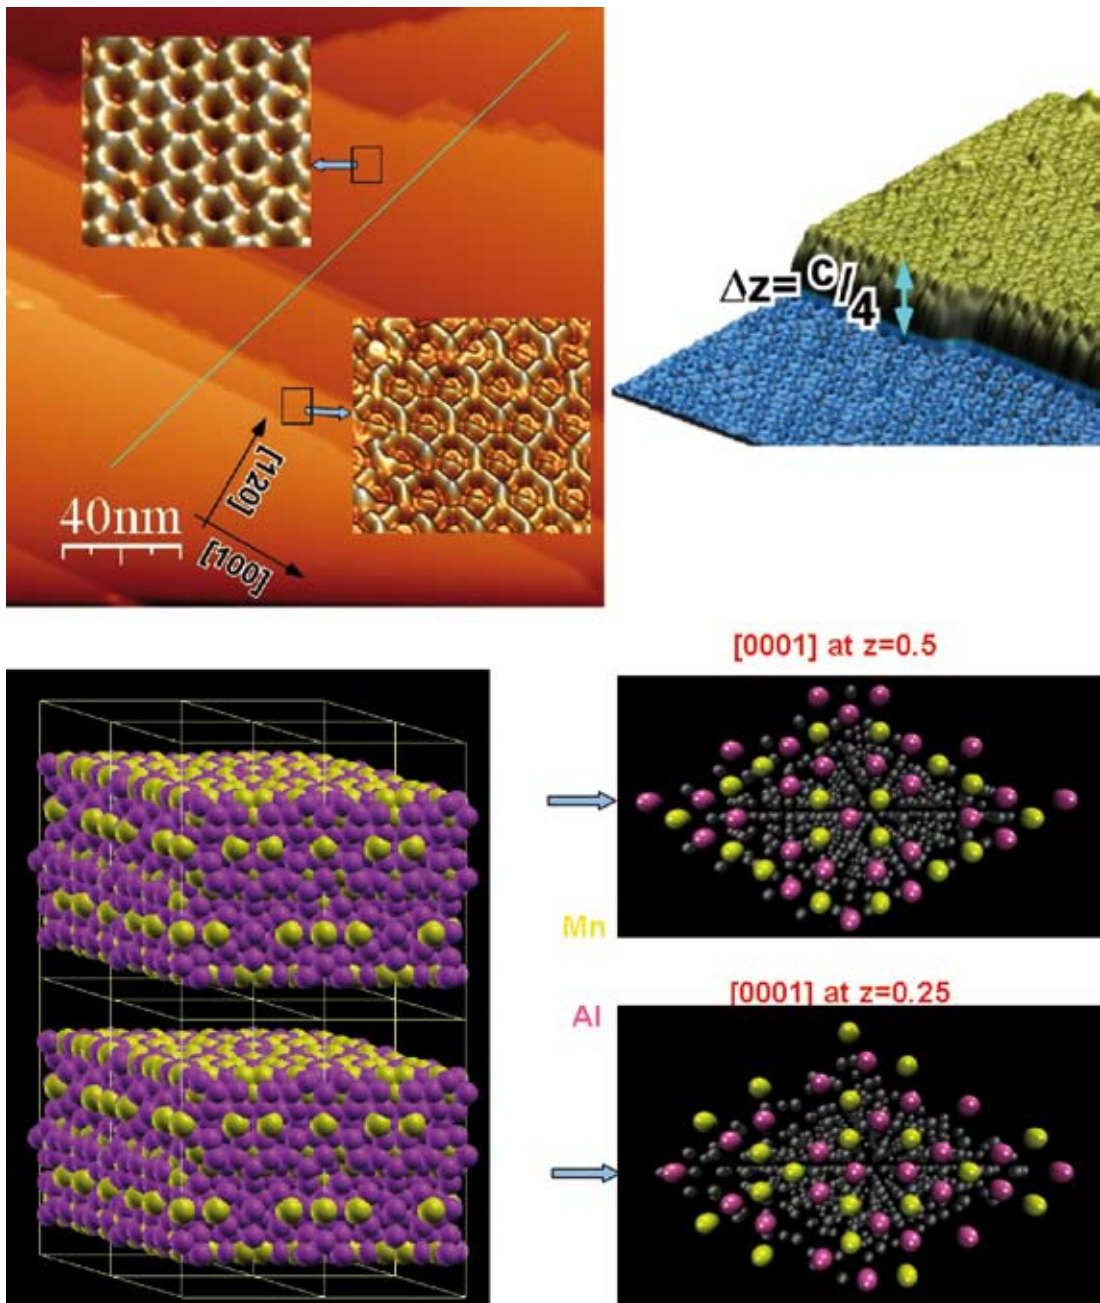 Δz= c/4
[120]
40nm
[100]
[0001] at z=0.5
Mn
[0001] at z=0.25
Al